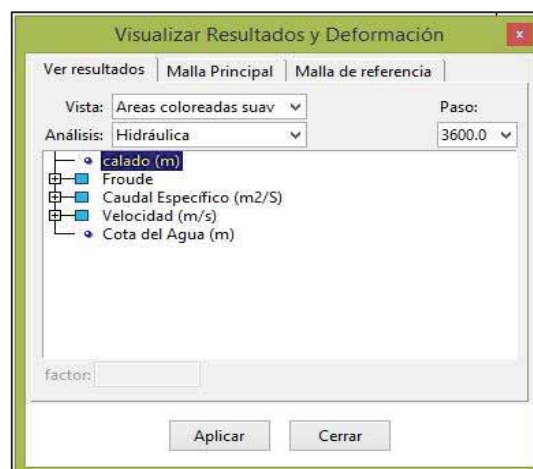 Visualizar Resultados y Deformación
x
Ver resultados Malla Principal Malla de referencia
Vista: Areas coloreadas suav Paso:
Análisis: Hidráulica 3600.0
calado (m)
Froude
Caudal Específico (m2/S)
Velocidad (m/s)
Cota del Agua (m)
factor:
Aplicar Cerrar